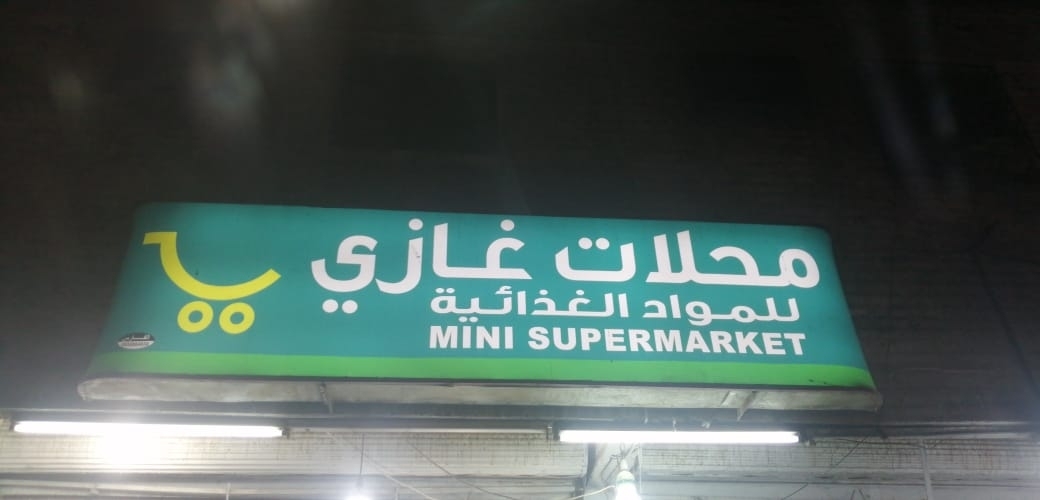 محلات غازي
للمواد الغذائية
MINI SUPERMARKET